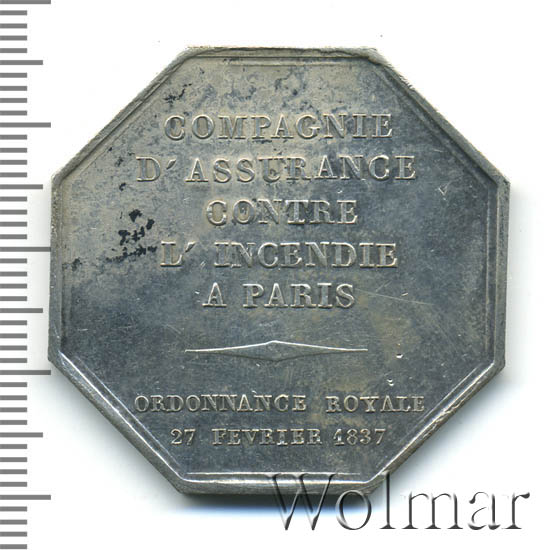 COMPAGNIE
D'ASSURANCE
CONTRE
L'INCENDIE
A PARIS
ORDONNANCE ROYALE
27 FEVRIER 1837
Wolmar